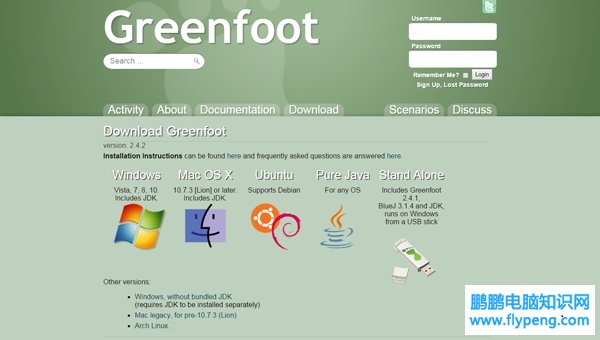 Greenfoot
Username
Password
Search ...
Remember Me? Login
Sign Up, Lost Password
Activity About Documentation Download Scenarios Discuss
Download Greenfoot
version: 2.4.2
Installation instructions can be found here and frequently asked questions are answered here.
Windows
Vista, 7, 8, 10.
Includes JDK.
Mac OS X
10.7.3 [Lion] or later.
Includes JDK.
Ubuntu
Supports Debian
Pure Java
For any OS
Stand Alone
Includes Greenfoot
2.4.1,
BlueJ 3.1.4 and JDK,
runs on Windows
from a USB stick
Other versions:
Windows, without bundled JDK
(requires JDK to be installed separately)
Mac legacy, for pre-10.7.3 (Lion)
Arch Linux.
鹏鹏电脑知识网
www.flypeng.com